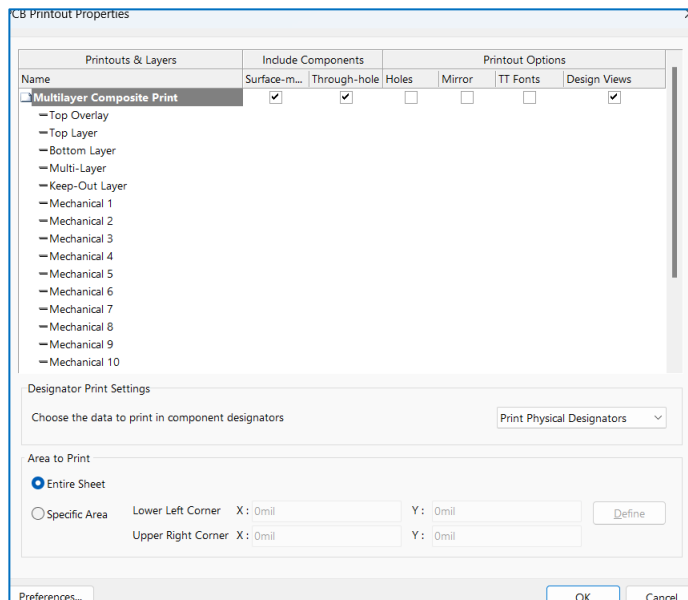 PCB Printout Properties
Printouts & Layers Include Components Printout Options
Name Surface-m... Through-hole Holes Mirror TT Fonts Design Views
Multilayer Composite Print
Top Overlay
Top Layer
Bottom Layer
Multi-Layer
Keep-Out Layer
Mechanical 1
Mechanical 2
Mechanical 3
Mechanical 4
Mechanical 5
Mechanical 6
Mechanical 7
Mechanical 8
Mechanical 9
Mechanical 10
Designator Print Settings
Choose the data to print in component designators Print Physical Designators
Area to Print
Entire Sheet
Specific Area Lower Left Corner X : 0mil Y : 0mil Define
Upper Right Corner X : 0mil Y : 0mil
Preferences... OK Cancel